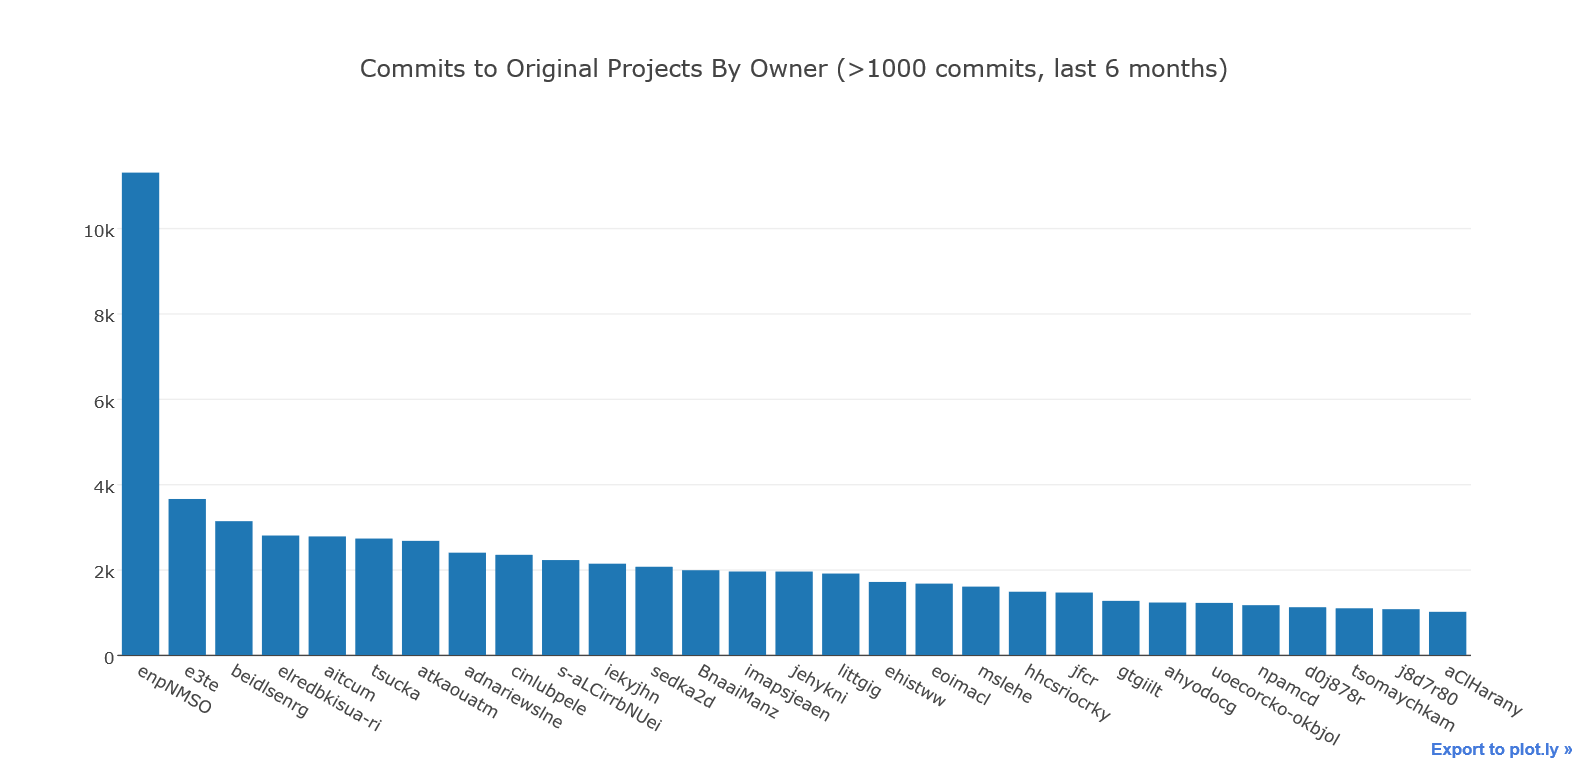 Commits to Original Projects By Owner (>1000 commits, last 6 months)
10k
8k
6k
4k
2k
0
enpNMSO
e3te
beidlsenrg
elredbkisua-ri
aitcum
tsucka
atkaouatm
adnariewslne
cinlubpele
s-aLCirrbNUei
iekyjhn
sedka2d
BnaaiManz
imapsjeaen
jehykni
littgig
ehistww
eoimacl
mslehe
hhcsriocrky
jfcr
gtgiilt
ahyodocg
uoecorcko-okbjol
npamcd
d0j878r
tsomaychkam
j8d7r80
aClHarany
Export to plot.ly »